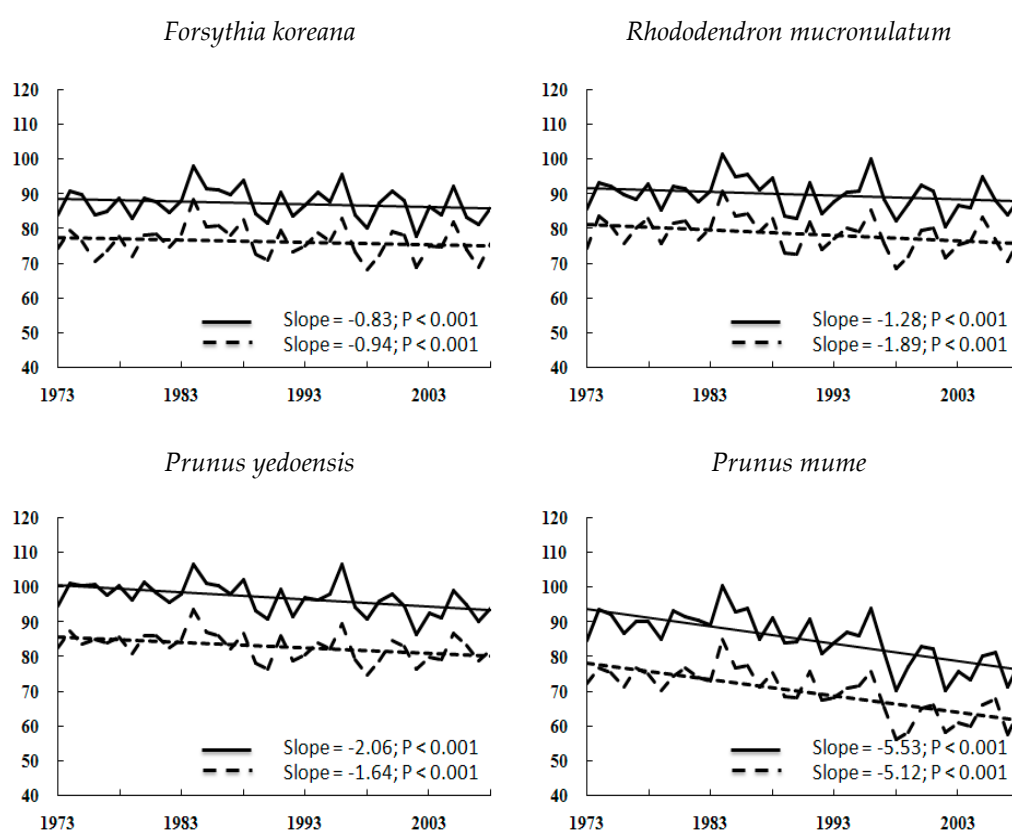 Forsythia koreana
120
110
100
90
80
70
60
50
40
Slope = -0.83; P < 0.001
Slope = -0.94; P < 0.001
1973 1983 1993 2003
Rhododendron mucronulatum
120
110
100
90
80
70
60
50
40
Slope = -1.28; P < 0.001
Slope = -1.89; P < 0.001
1973 1983 1993 2003
Prunus yedoensis
120
110
100
90
80
70
60
50
40
Slope = -2.06; P < 0.001
Slope = -1.64; P < 0.001
1973 1983 1993 2003
Prunus mume
120
110
100
90
80
70
60
50
40
Slope = -5.53; P < 0.001
Slope = -5.12; P < 0.001
1973 1983 1993 2003